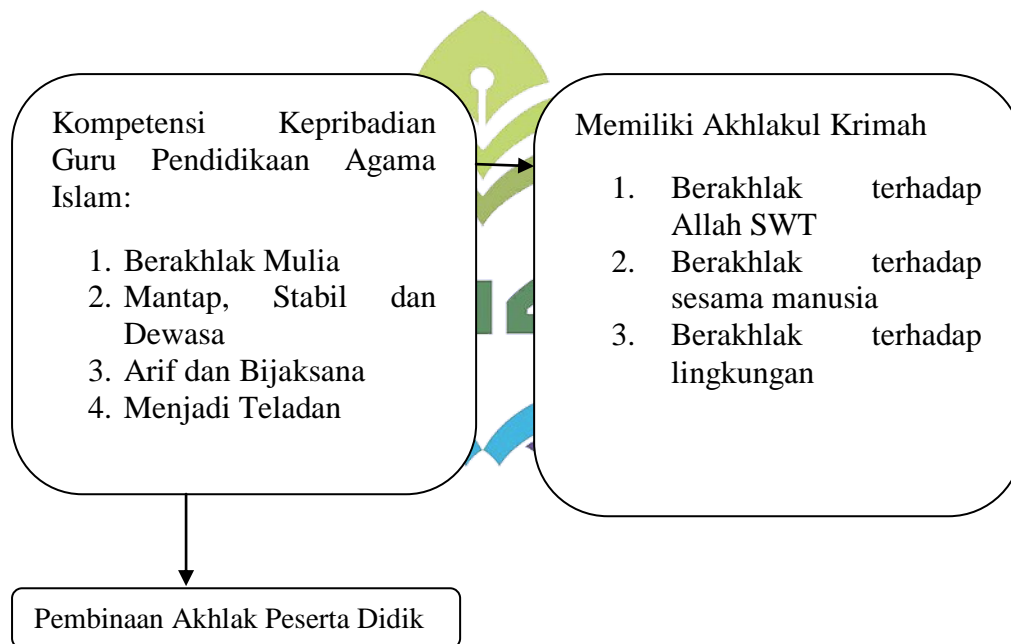 Kompetensi Kepribadian
Guru Pendidikaan Agama
Islam:
1. Berakhlak Mulia
2. Mantap, Stabil dan
Dewasa
3. Arif dan Bijaksana
4. Menjadi Teladan
Memiliki Akhlakul Krimah
1. Berakhlak terhadap
Allah SWT
2. Berakhlak terhadap
sesama manusia
3. Berakhlak terhadap
lingkungan
Pembinaan Akhlak Peserta Didik